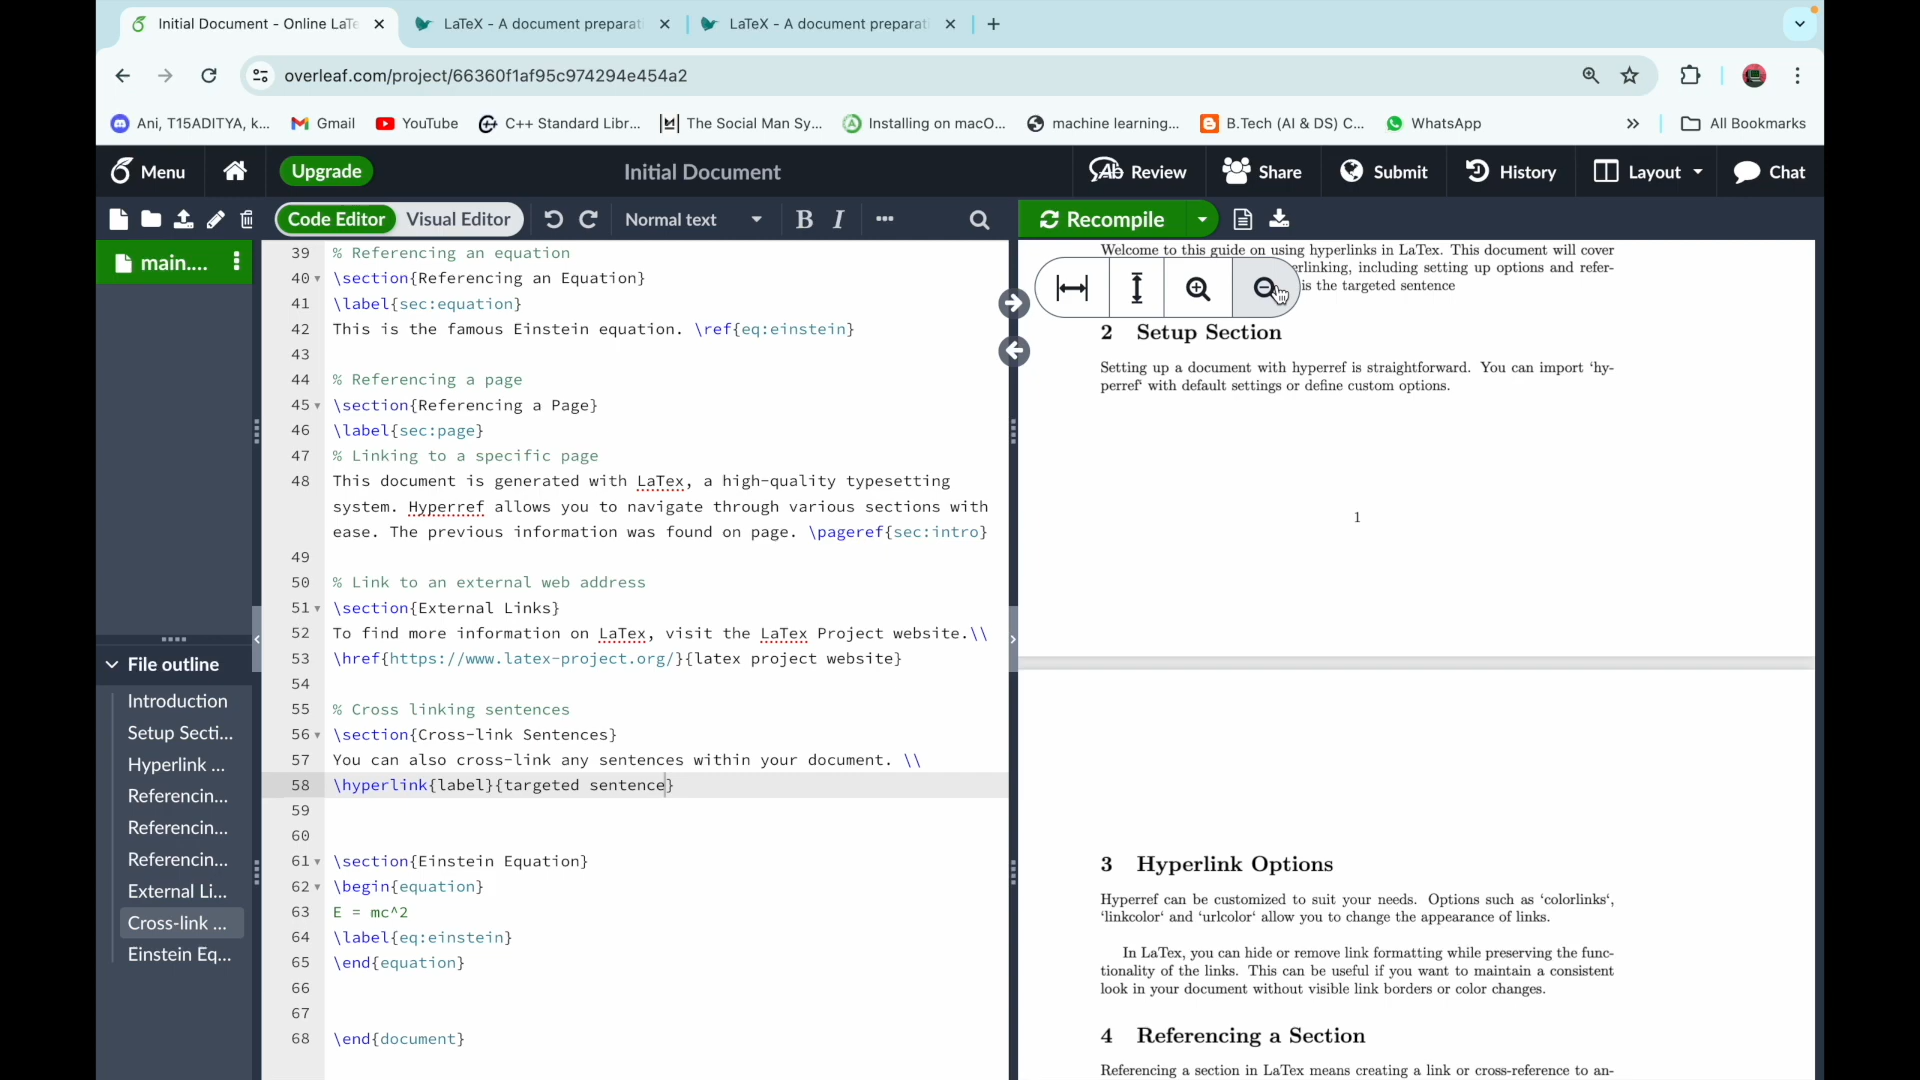 Initial Document - Online LaTe
LaTeX - A document preparati
LaTeX - A document preparati
overleaf.com/project/66360f1af95c974294e454a2
Ani, T15ADITYA, k...
Gmail
YouTube
C++ Standard Libr...
The Social Man Sy...
Installing on macO...
machine learning...
B.Tech (AI & DS) C...
WhatsApp
All Bookmarks
Menu
Upgrade
Initial Document
Review
Share
Submit
History
Layout
Chat
Code Editor
Visual Editor
Normal text
B
I
Recompile
main....
File outline
Introduction
Setup Secti...
Hyperlink ...
Referencin...
Referencin...
Referencin...
External Li...
Cross-link ...
Einstein Eq...
39 % Referencing an equation
40 \section{Referencing an Equation}
41 \label{sec:equation}
42 This is the famous Einstein equation. \ref{eq:einstein}
43
44 % Referencing a page
45 \section{Referencing a Page}
46 \label{sec:page}
47 % Linking to a specific page
48 This document is generated with LaTex, a high-quality typesetting
system. Hyperref allows you to navigate through various sections with
ease. The previous information was found on page. \pageref{sec:intro}
49
50 % Link to an external web address
51 \section{External Links}
52 To find more information on LaTex, visit the LaTex Project website.\\
53 \href{https://www.latex-project.org/}{latex project website}
54
55 % Cross linking sentences
56 \section{Cross-link Sentences}
57 You can also cross-link any sentences within your document. \\
58 \hyperlink{label}{targeted sentence}
59
60
61 \section{Einstein Equation}
62 \begin{equation}
63 E = mc^2
64 \label{eq:einstein}
65 \end{equation}
66
67
68 \end{document}
Welcome to this guide on using hyperlinks in LaTex. This document will cover
erlinking, including setting up options and refer-
is the targeted sentence
2 Setup Section
Setting up a document with hyperref is straightforward. You can import ‘hy-
perref‘ with default settings or define custom options.
1
3 Hyperlink Options
Hyperref can be customized to suit your needs. Options such as ‘colorlinks‘,
‘linkcolor‘ and ‘urlcolor‘ allow you to change the appearance of links.
In LaTex, you can hide or remove link formatting while preserving the func-
tionality of the links. This can be useful if you want to maintain a consistent
look in your document without visible link borders or color changes.
4 Referencing a Section
Referencing a section in LaTex means creating a link or cross-reference to an-